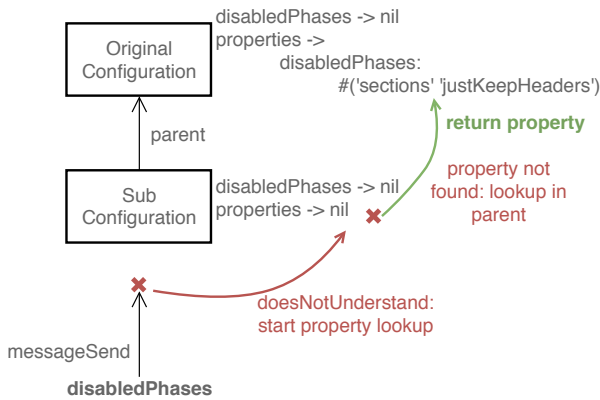 disabledPhases -> nil
properties ->
disabledPhases:
#('sections' 'justKeepHeaders')
Original
Configuration
return property
parent
property not
found: lookup in
parent
Sub
Configuration
disabledPhases -> nil
properties -> nil
doesNotUnderstand:
start property lookup
messageSend
disabledPhases